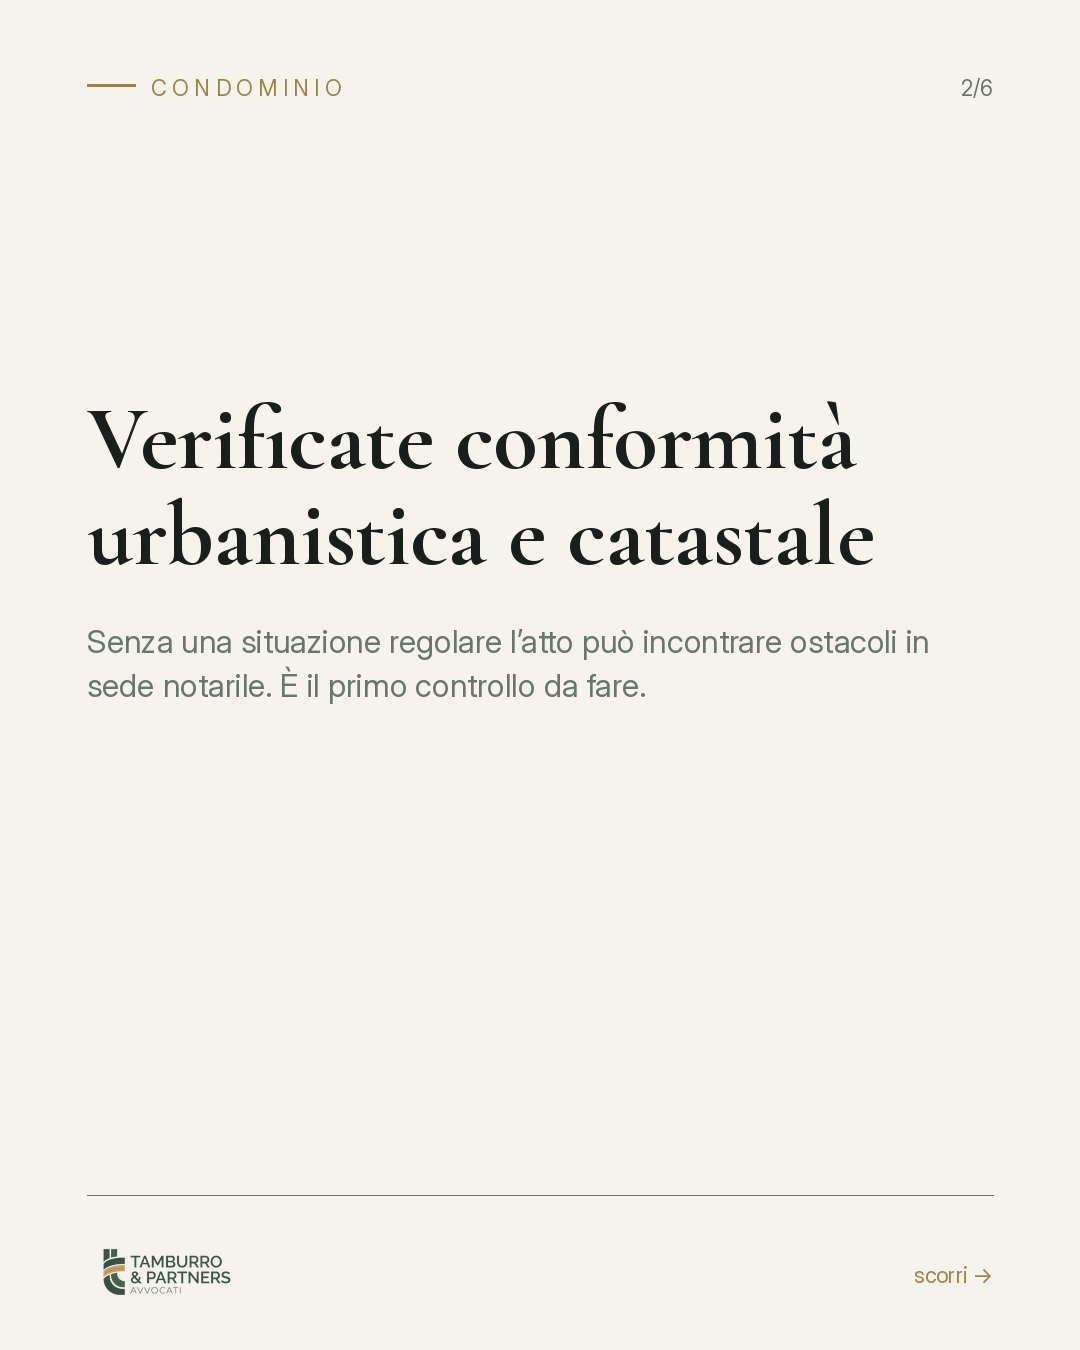 CONDOMINIO
2/6
Verificate conformità
urbanistica e catastale
Senza una situazione regolare l’atto può incontrare ostacoli in
sede notarile. È il primo controllo da fare.
TAMBURRO
& PARTNERS
AVVOCATI
scorri →